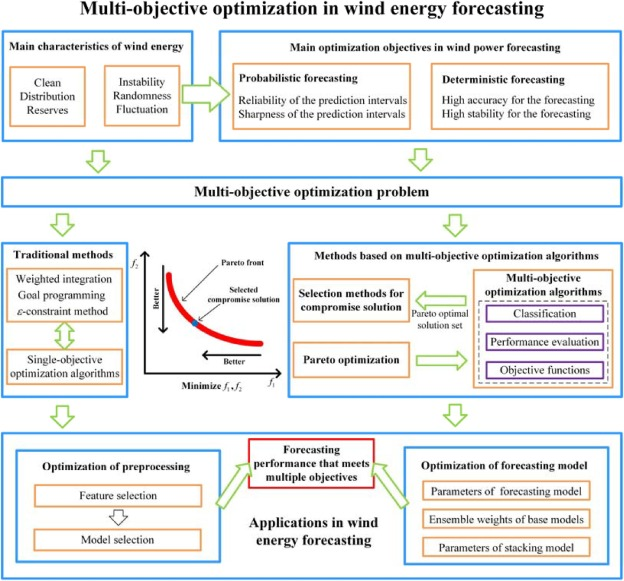 Multi-objective optimization in wind energy forecasting
Main characteristics of wind energy
Clean
Distribution
Reserves
Instability
Randomness
Fluctuation
Main optimization objectives in wind power forecasting
Probabilistic forecasting
Reliability of the prediction intervals
Sharpness of the prediction intervals
Deterministic forecasting
High accuracy for the forecasting
High stability for the forecasting
Multi-objective optimization problem
Traditional methods
Weighted integration
Goal programming
ε-constraint method
Single-objective
optimization algorithms
f₂
Better
Pareto front
Selected
compromise solution
Better
Minimize f₁, f₂
f₁
Methods based on multi-objective optimization algorithms
Selection methods for
compromise solution
Pareto optimization
Pareto optimal
solution set
Multi-objective
optimization algorithms
Classification
Performance evaluation
Objective functions
Optimization of preprocessing
Feature selection
Model selection
Forecasting
performance that meets
multiple objectives
Applications in wind
energy forecasting
Optimization of forecasting model
Parameters of forecasting model
Ensemble weights of base models
Parameters of stacking model